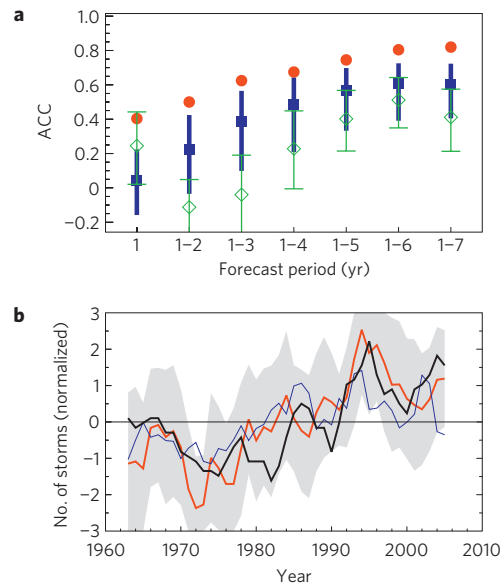 a
1.0
0.8
0.6
0.4
0.2
0
−0.2
ACC
1 1−2 1−3 1−4 1−5 1−6 1−7
Forecast period (yr)
b
3
2
1
0
−1
−2
−3
No. of storms (normalized)
1960 1970 1980 1990 2000 2010
Year